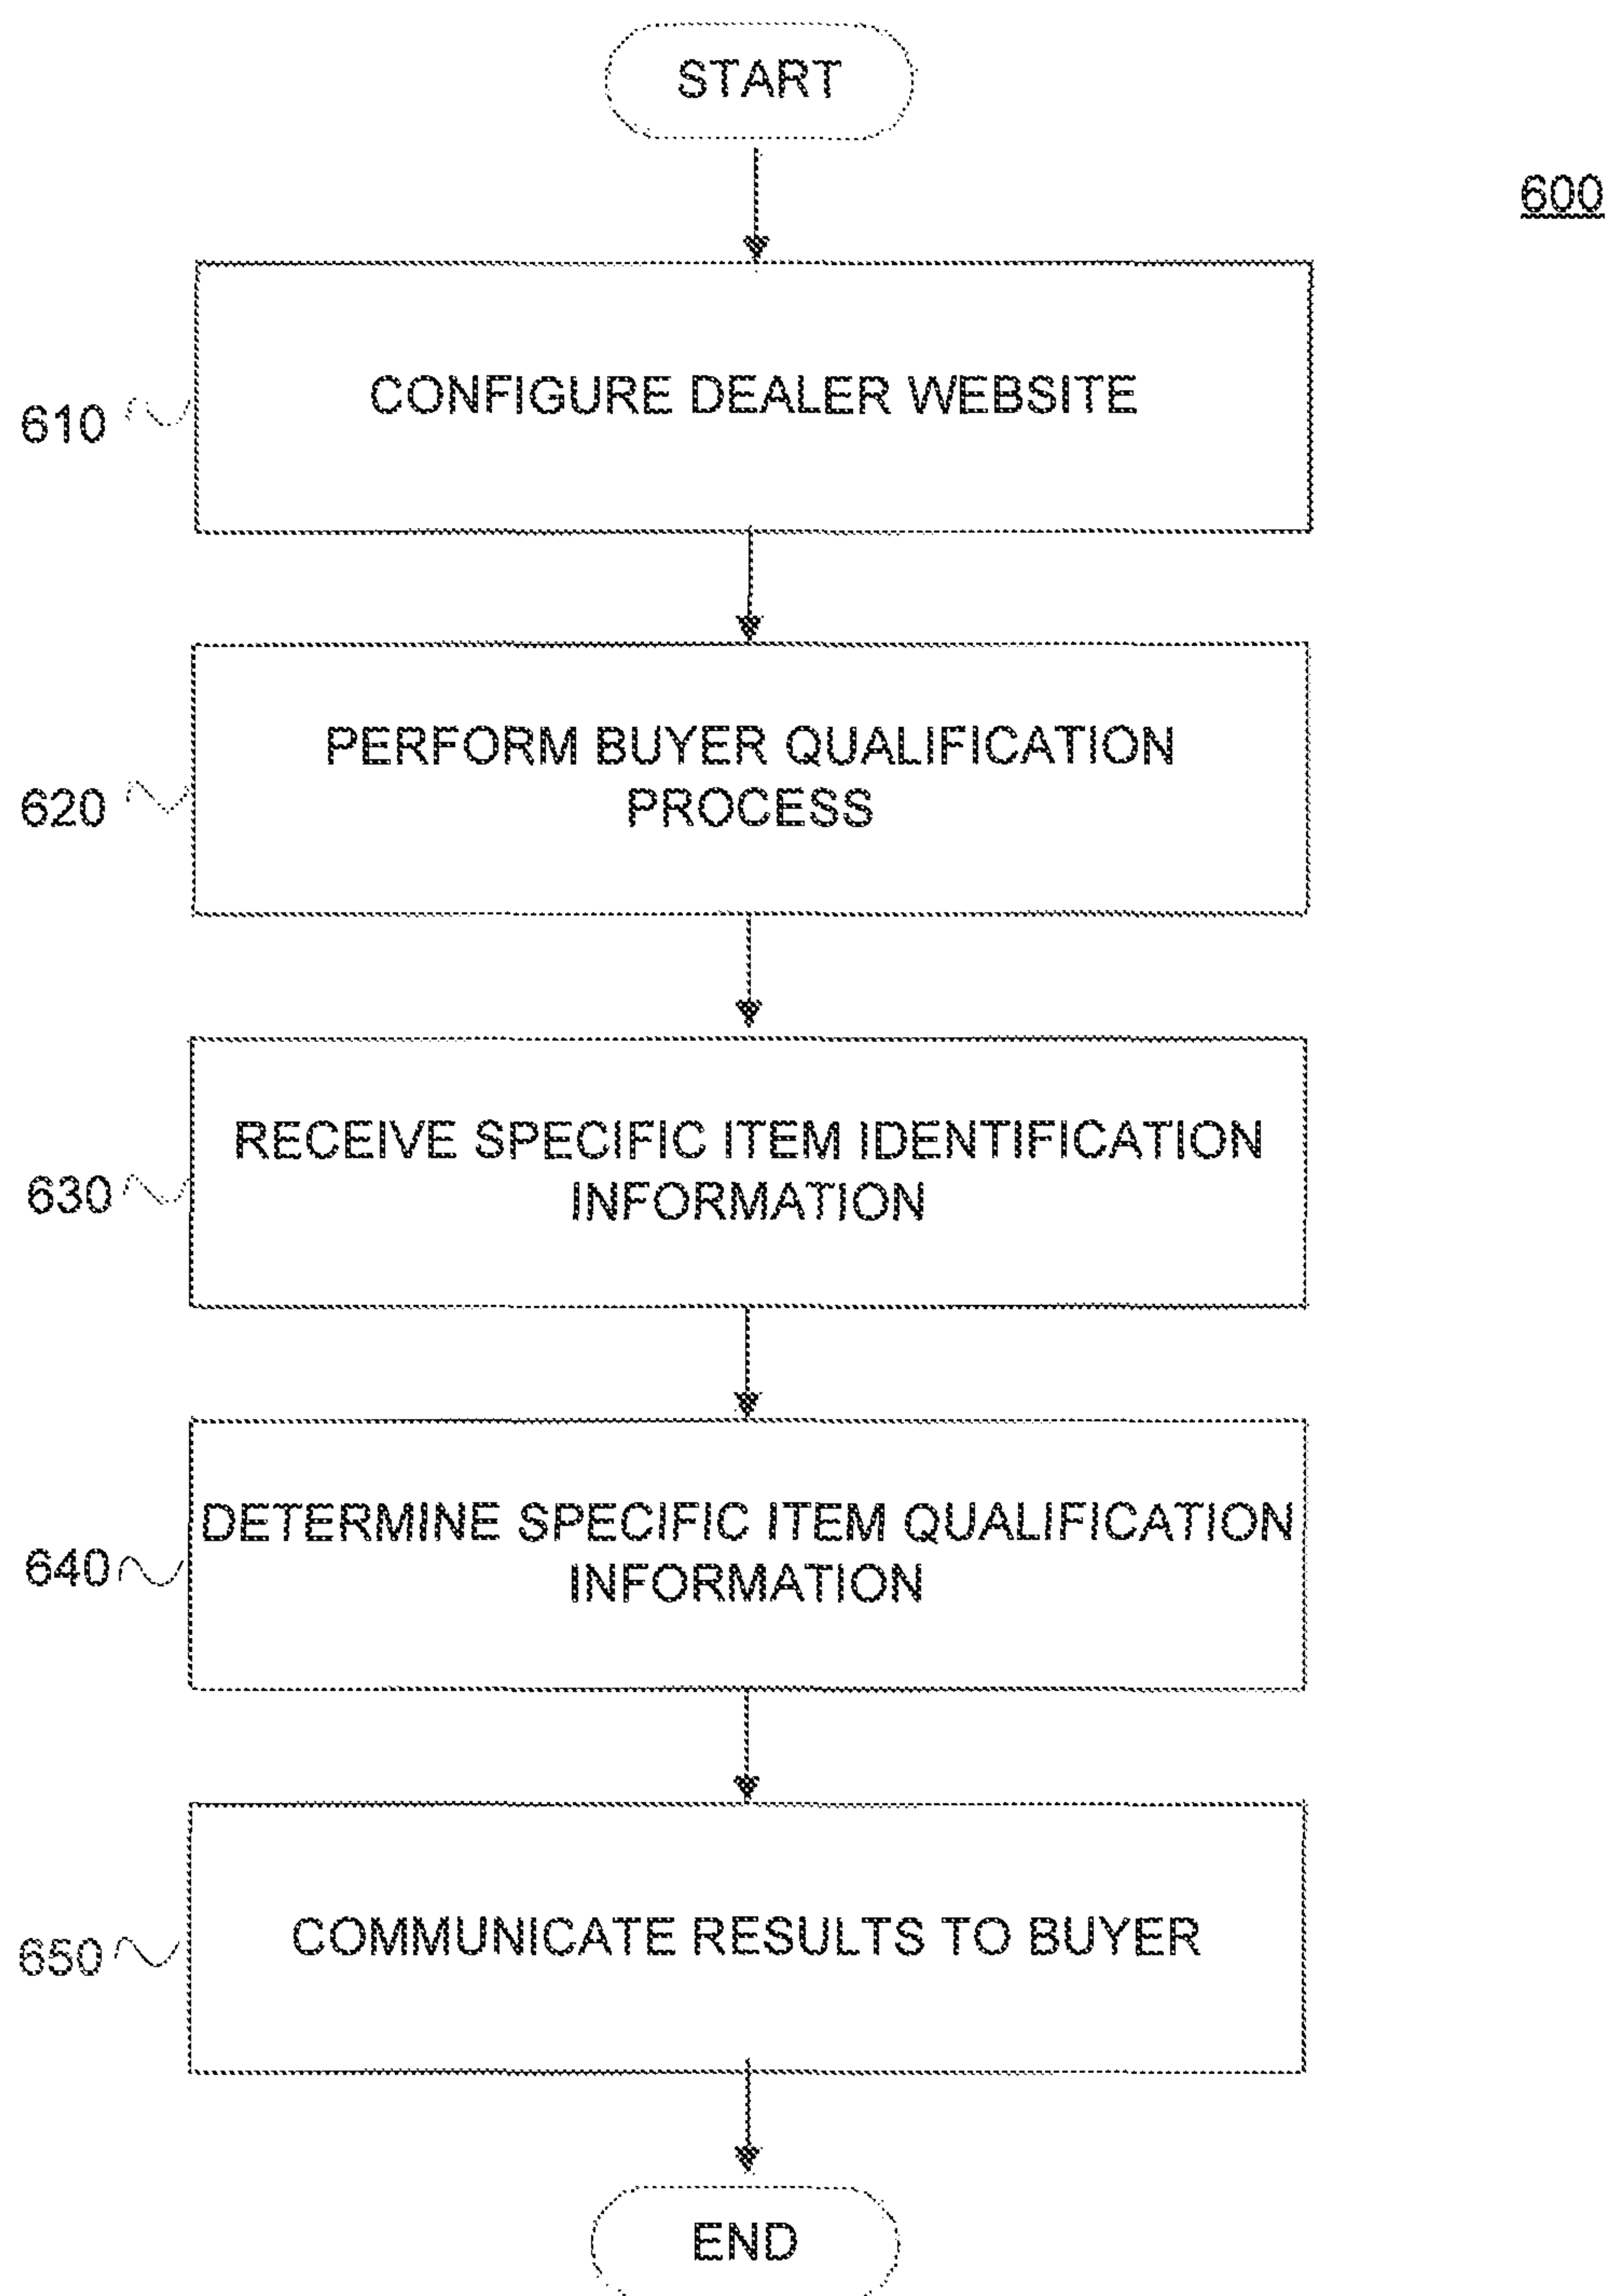 START
600
CONFIGURE DEALER WEBSITE
610
PERFORM BUYER QUALIFICATION
PROCESS
620
RECEIVE SPECIFIC ITEM IDENTIFICATION
INFORMATION
630
DETERMINE SPECIFIC ITEM QUALIFICATION
INFORMATION
640
COMMUNICATE RESULTS TO BUYER
650
END